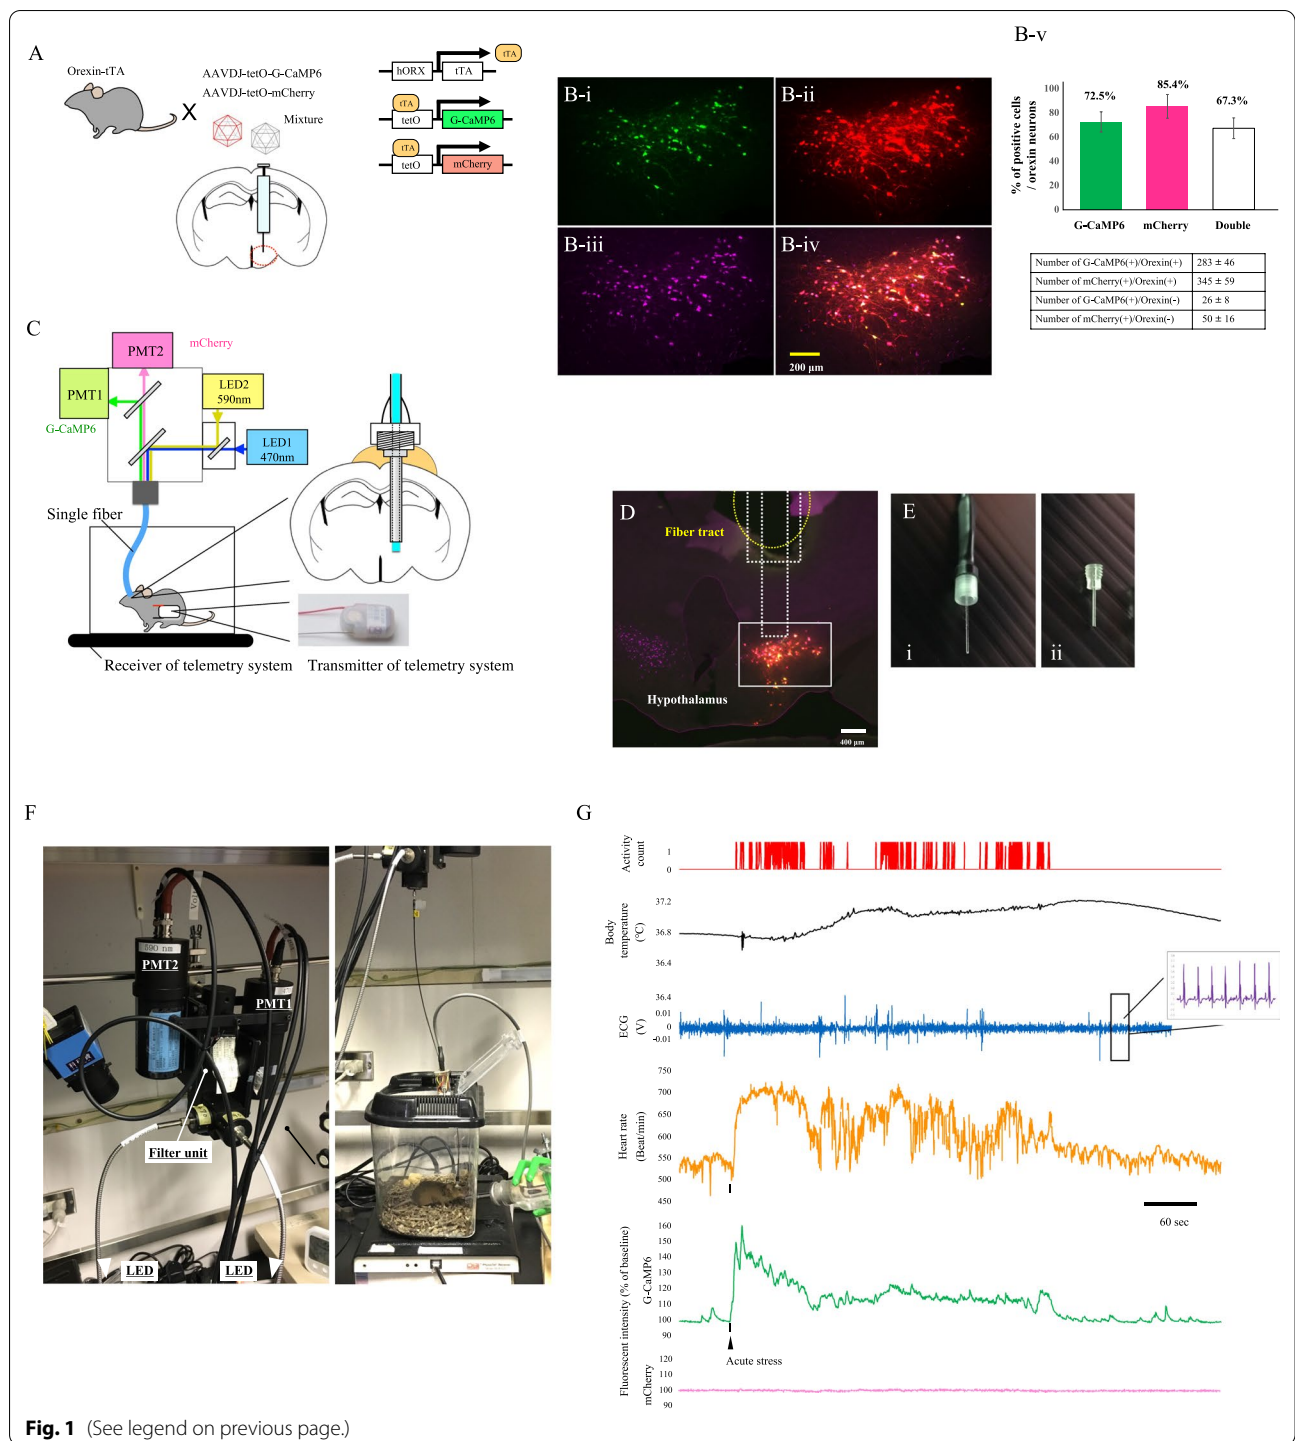 A
Orexin-tTA
X
AAVDJ-tetO-G-CaMP6
AAVDJ-tetO-mCherry
Mixture
tTA
hORX
tTA
tTA
tetO
G-CaMP6
tTA
tetO
mCherry
B-i
B-ii
B-iii
B-iv
200 μm
B-v
% of positive cells
/ orexin neurons
100
80
60
40
20
0
72.5%
85.4%
67.3%
G-CaMP6
mCherry
Double
Number of G-CaMP6(+)/Orexin(+) 283 ± 46
Number of mCherry(+)/Orexin(+) 345 ± 59
Number of G-CaMP6(+)/Orexin(-) 26 ± 8
Number of mCherry(+)/Orexin(-) 50 ± 16
C
PMT2
mCherry
PMT1
G-CaMP6
LED2
590nm
LED1
470nm
Single fiber
Receiver of telemetry system
Transmitter of telemetry system
D
Fiber tract
Hypothalamus
400 μm
E
i
ii
F
590 nm
PMT2
PMT1
Filter unit
LED
LED
G
Activity
count
1
0
Body
temperature
(°C)
37.2
36.8
36.4
ECG
(V)
36.4
0.01
0
-0.01
Heart rate
(Beat/min)
750
700
650
600
550
500
450
60 sec
Fluorescent intensity (% of baseline)
G-CaMP6
160
150
140
130
120
110
100
90
Acute stress
mCherry
120
110
100
90
Fig. 1 (See legend on previous page.)